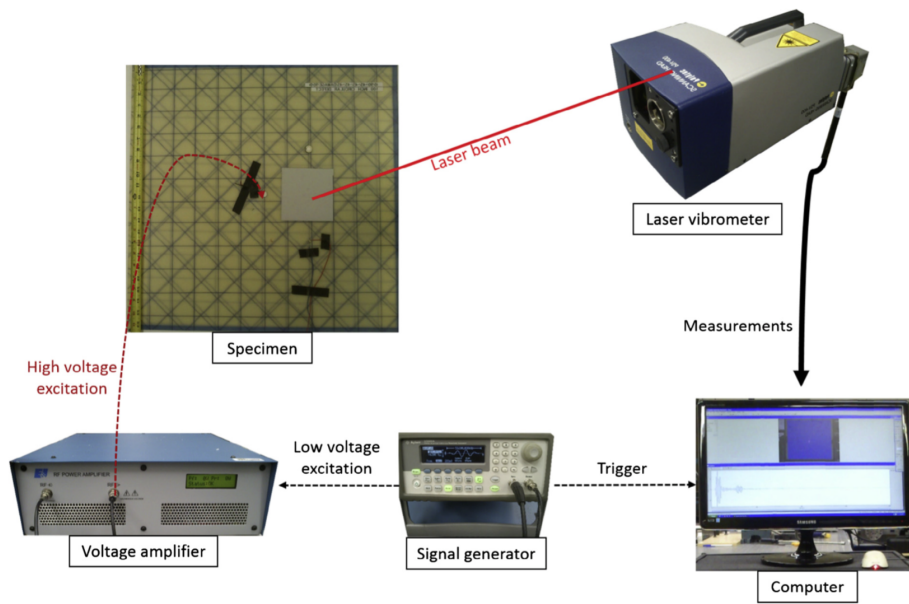 Laser beam
Laser vibrometer
Specimen
Measurements
High voltage
excitation
Low voltage
excitation
Trigger
RF POWER AMPLIFIER
Voltage amplifier
Signal generator
SAMSUNG
Computer